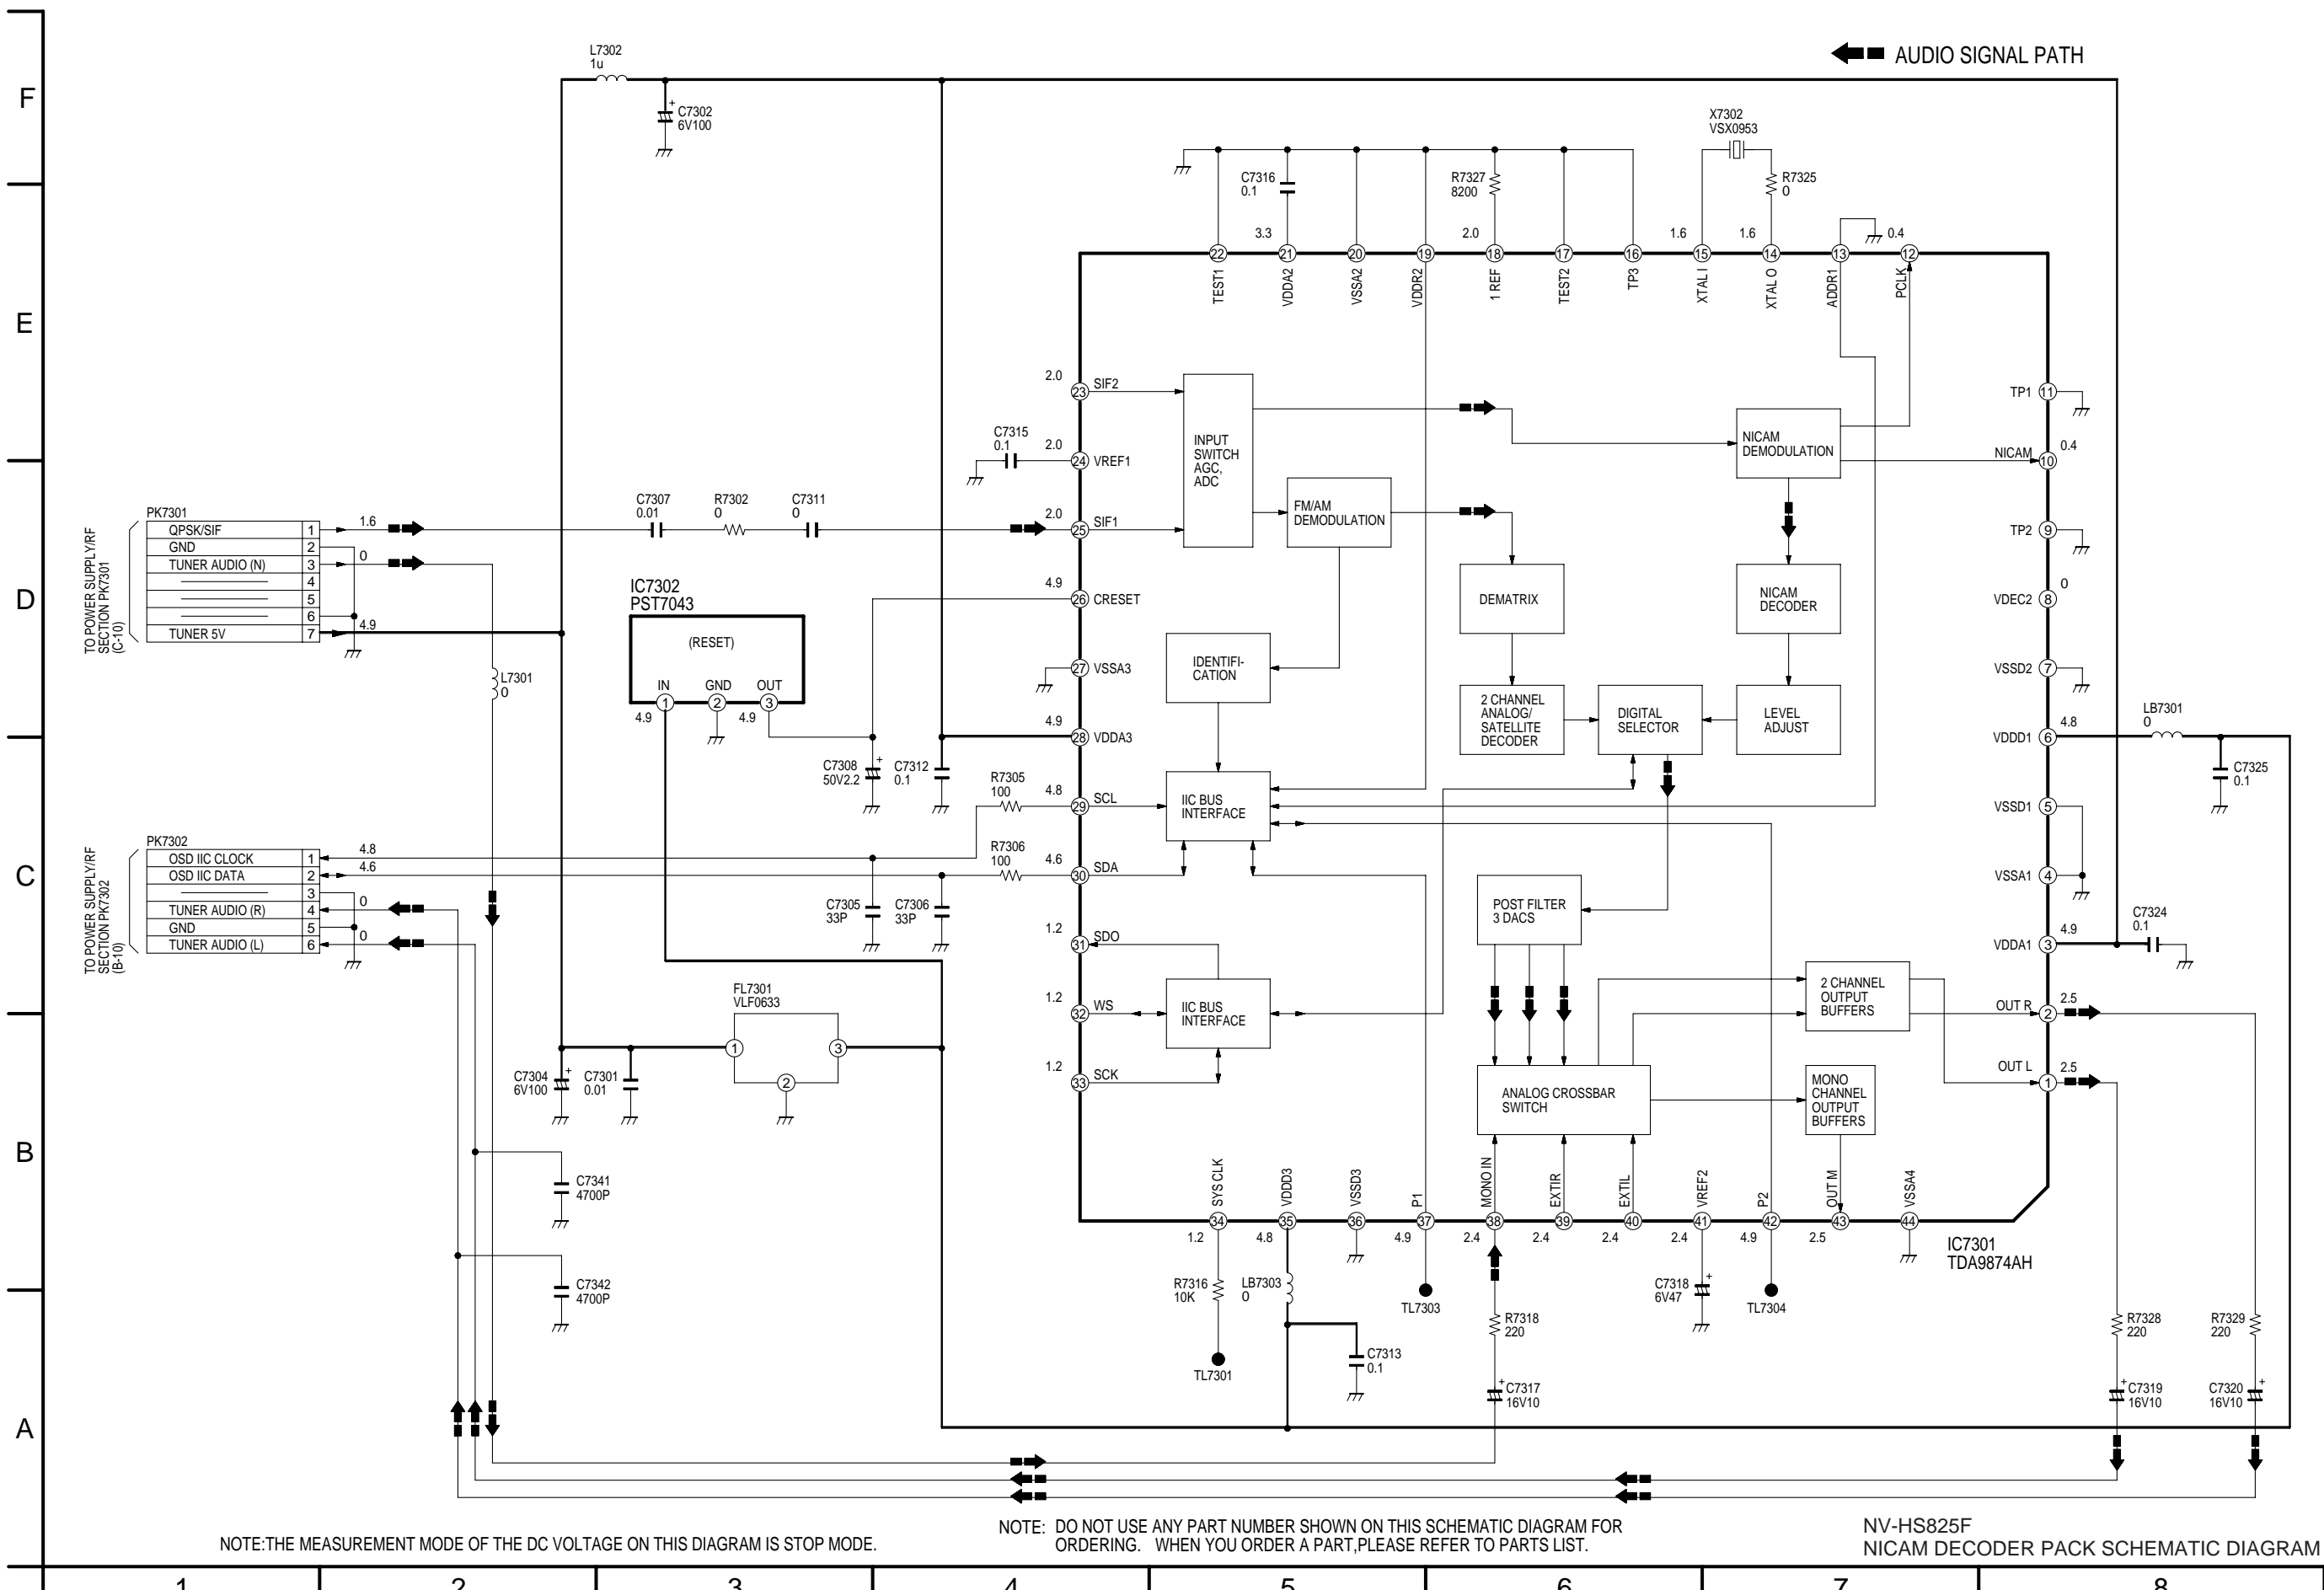 AUDIO SIGNAL PATH
L7302
1u
C7302
6V100
+
F
X7302
VSX0953
C7316
0.1
R7327
8200
R7325
0
3.3
2.0
1.6
1.6
0.4
22
21
20
19
18
17
16
15
14
13
12
TEST1
VDDA2
VSSA2
VDDR2
1 REF
TEST2
TP3
XTAL I
XTAL O
ADDR1
PCLK
E
2.0
23
SIF2
TP1
11
C7315
0.1
2.0
24
VREF1
INPUT
SWITCH
AGC,
ADC
NICAM
DEMODULATION
NICAM
10
0.4
TO POWER SUPPLY/RF
SECTION PK7301
(C-10)
PK7301
QPSK/SIF
1
1.6
GND
2
TUNER AUDIO (N)
3
0
4
5
6
TUNER 5V
7
4.9
C7307
0.01
R7302
0
C7311
0
2.0
25
SIF1
FM/AM
DEMODULATION
TP2
9
D
IC7302
PST7043
(RESET)
IN
GND
OUT
1
2
3
4.9
4.9
4.9
26
CRESET
DEMATRIX
NICAM
DECODER
VDEC2
8
0
L7301
0
27
VSSA3
IDENTIFI-
CATION
VSSD2
7
2 CHANNEL
ANALOG/
SATELLITE
DECODER
DIGITAL
SELECTOR
LEVEL
ADJUST
4.9
28
VDDA3
VDDD1
6
4.8
LB7301
0
C7308
50V2.2
+
C7312
0.1
R7305
100
4.8
29
SCL
IIC BUS
INTERFACE
VSSD1
5
C7325
0.1
TO POWER SUPPLY/RF
SECTION PK7302
(B-10)
PK7302
OSD IIC CLOCK
1
4.8
OSD IIC DATA
2
4.6
3
TUNER AUDIO (R)
4
0
GND
5
TUNER AUDIO (L)
6
0
C
R7306
100
4.6
30
SDA
VSSA1
4
C7305
33P
C7306
33P
POST FILTER
3 DACS
1.2
31
SDO
C7324
0.1
VDDA1
3
4.9
FL7301
VLF0633
1
3
2
1.2
32
WS
IIC BUS
INTERFACE
2 CHANNEL
OUTPUT
BUFFERS
OUT R
2
2.5
C7304
6V100
+
C7301
0.01
1.2
33
SCK
ANALOG CROSSBAR
SWITCH
MONO
CHANNEL
OUTPUT
BUFFERS
OUT L
1
2.5
B
C7341
4700P
C7342
4700P
SYS CLK
VDDD3
VSSD3
P1
MONO IN
EXTIR
EXTIL
VREF2
P2
OUT M
VSSA4
34
35
36
37
38
39
40
41
42
43
44
1.2
4.8
4.9
2.4
2.4
2.4
2.4
4.9
2.5
IC7301
TDA9874AH
R7316
10K
LB7303
0
TL7303
C7318
6V47
+
TL7304
R7318
220
R7328
220
R7329
220
TL7301
C7313
0.1
+
C7317
16V10
+
C7319
16V10
C7320
16V10
+
A
NOTE:THE MEASUREMENT MODE OF THE DC VOLTAGE ON THIS DIAGRAM IS STOP MODE.
NOTE: DO NOT USE ANY PART NUMBER SHOWN ON THIS SCHEMATIC DIAGRAM FOR
ORDERING. WHEN YOU ORDER A PART,PLEASE REFER TO PARTS LIST.
NV-HS825F
NICAM DECODER PACK SCHEMATIC DIAGRAM
1
2
3
4
5
6
7
8